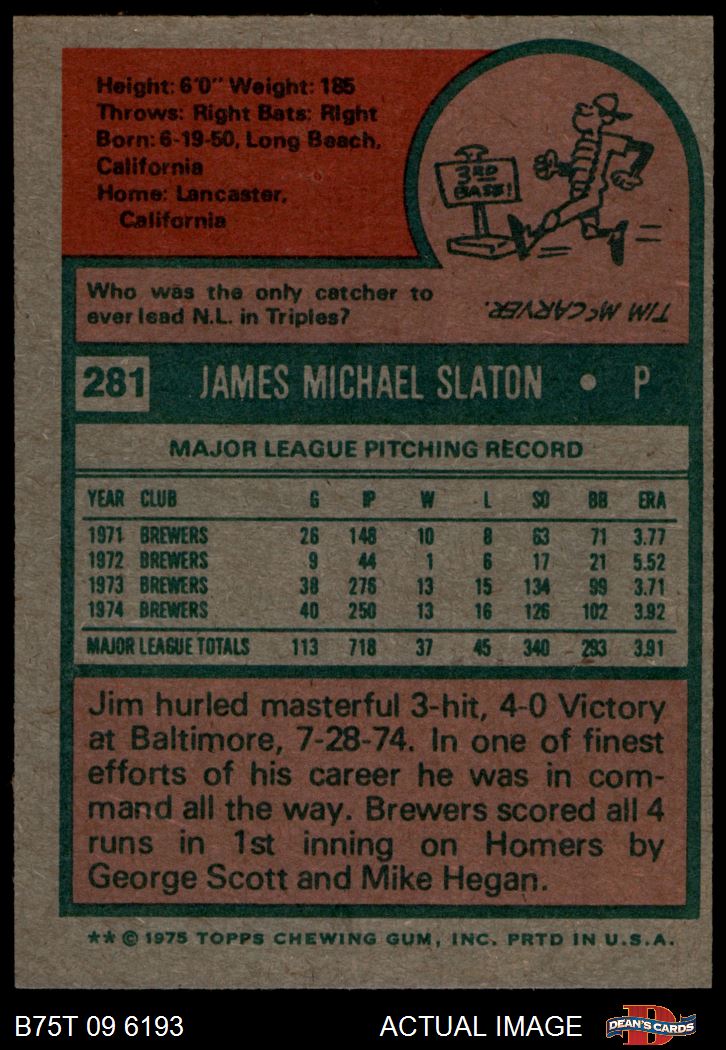 Height: 6'0" Weight: 185
Throws: Right Bats: Right
Born: 6-19-50, Long Beach,
California
Home: Lancaster,
California
3RD
BASE!
Who was the only catcher to
ever lead N.L. in Triples?
TIM McCARVER.
281 JAMES MICHAEL SLATON • P
MAJOR LEAGUE PITCHING RECORD
YEAR CLUB G IP W L SO BB ERA
1971 BREWERS 26 148 10 8 63 71 3.77
1972 BREWERS 9 44 1 6 17 21 5.52
1973 BREWERS 38 276 13 15 134 99 3.71
1974 BREWERS 40 250 13 16 126 102 3.92
MAJOR LEAGUE TOTALS 113 718 37 45 340 293 3.91
Jim hurled masterful 3-hit, 4-0 Victory
at Baltimore, 7-28-74. In one of finest
efforts of his career he was in com-
mand all the way. Brewers scored all 4
runs in 1st inning on Homers by
George Scott and Mike Hegan.
** © 1975 TOPPS CHEWING GUM, INC. PRTD IN U.S.A.
B75T 09 6193 ACTUAL IMAGE D DEAN'S CARDS